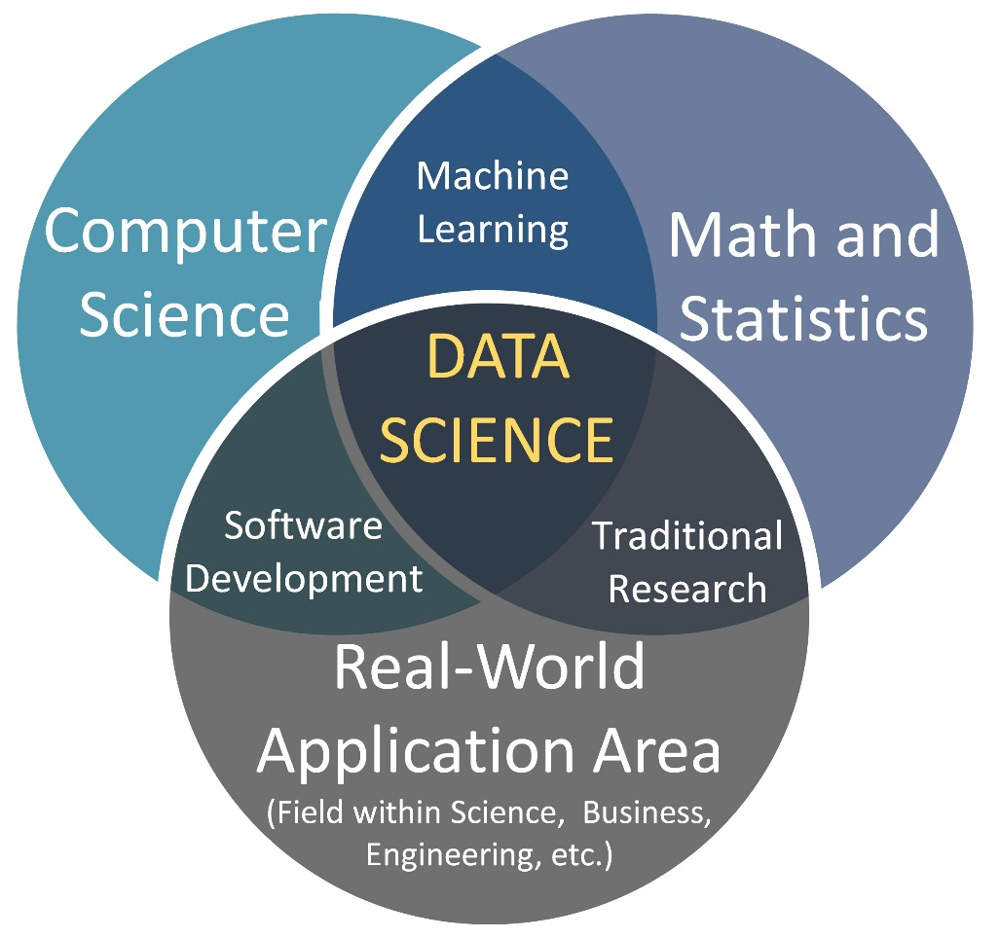 Machine
Learning
Computer
Science
Math and
Statistics
DATA
SCIENCE
Software
Development
Traditional
Research
Real-World
Application Area
(Field within Science,  Business,
Engineering, etc.)